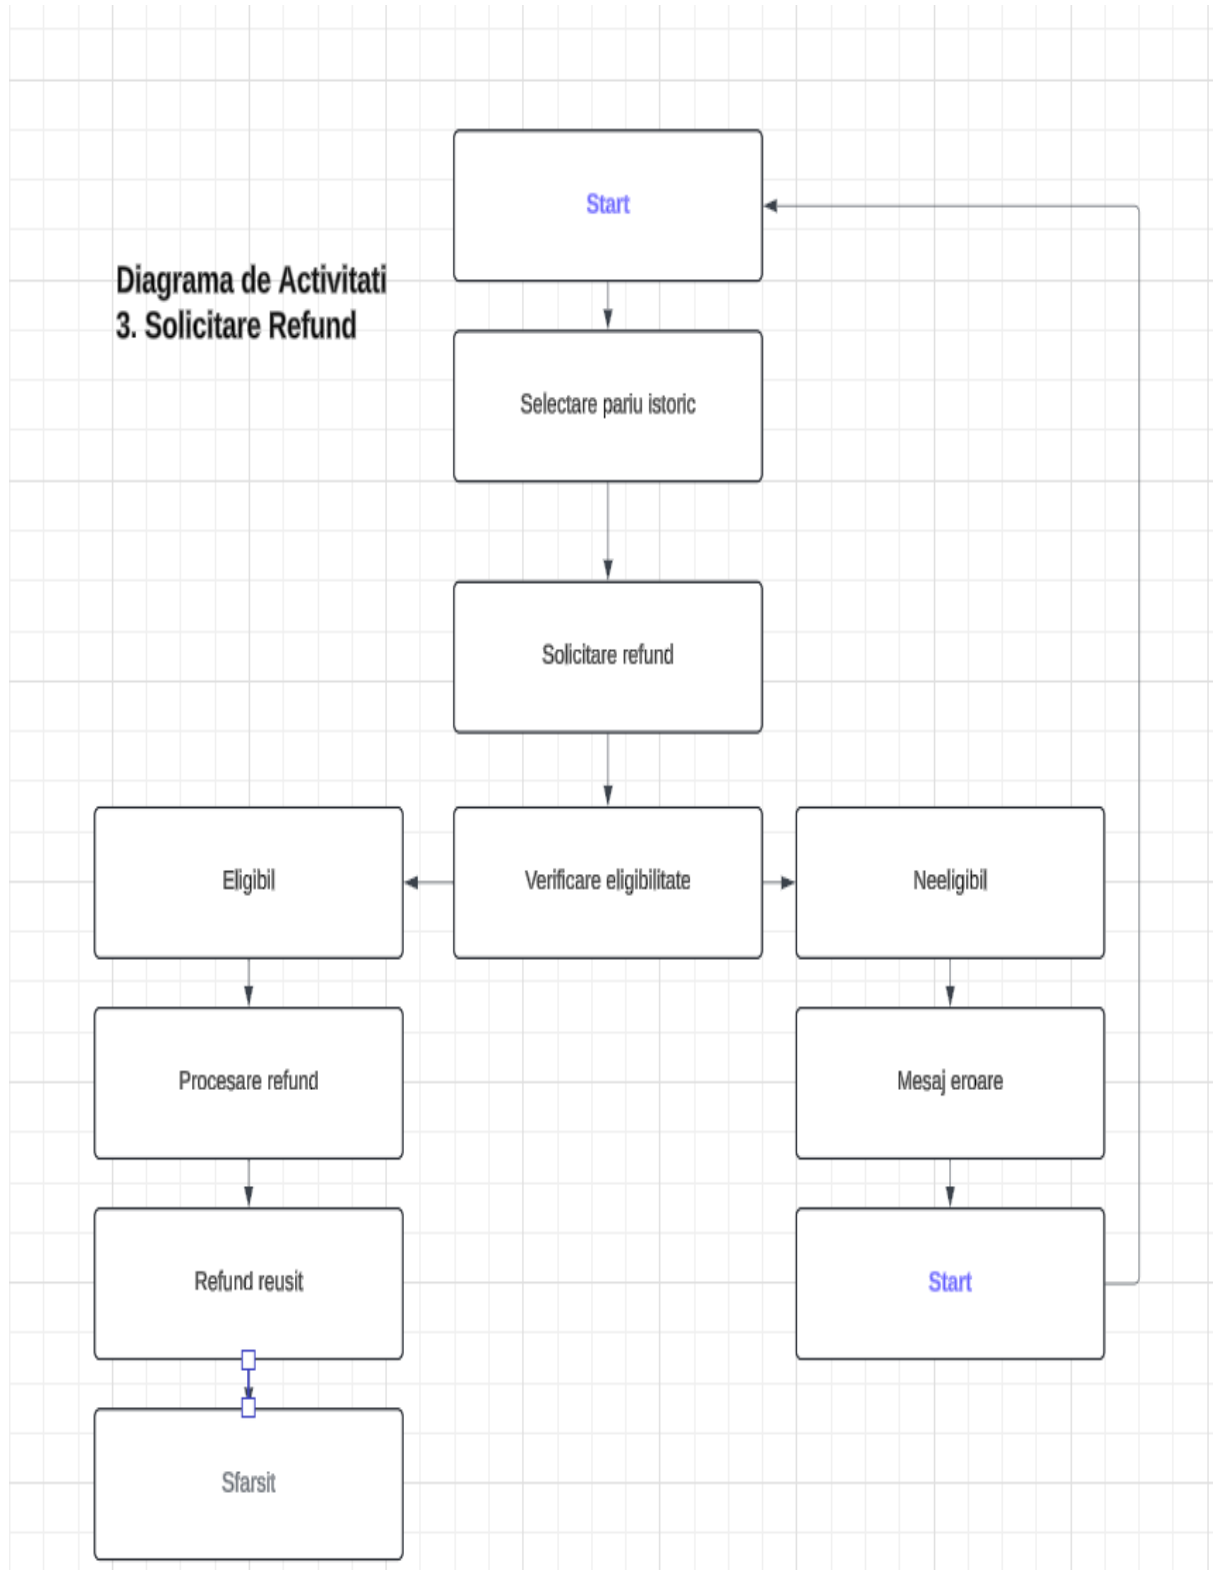 Start
Diagrama de Activitati
3. Solicitare Refund
Selectare pariu istoric
Solicitare refund
Eligibil
Verificare eligibilitate
Neeligibil
Procesare refund
Mesaj eroare
Refund reusit
Start
Sfarsit